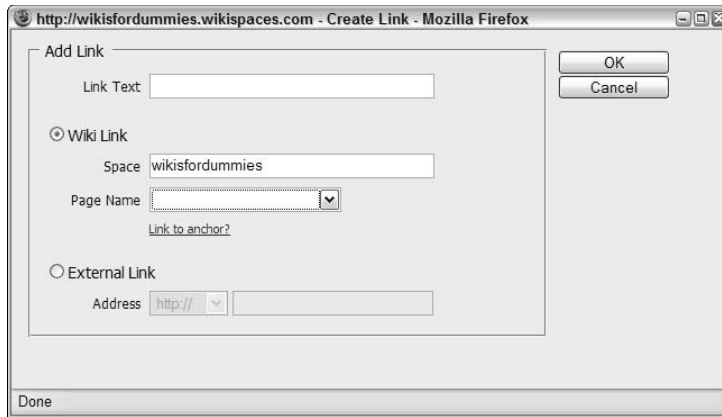 http://wikisfordummies.wikispaces.com - Create Link - Mozilla Firefox
Add Link
Link Text
Wiki Link
Space wikisfordummies
Page Name
Link to anchor?
External Link
Address http://
OK
Cancel
Done